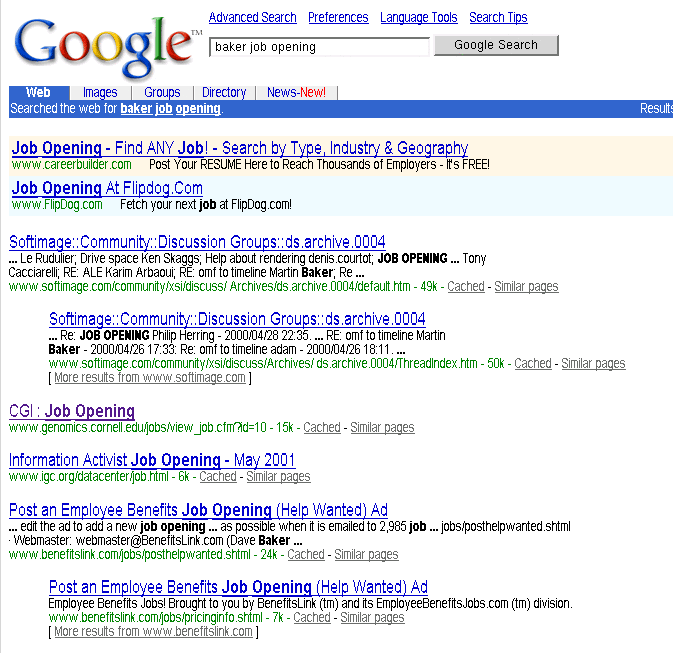 Google™
Advanced Search Preferences Language Tools Search Tips
baker job opening Google Search
Web Images Groups Directory News-New!
Searched the web for baker job opening. Results
Job Opening - Find ANY Job! - Search by Type, Industry & Geography
www.careerbuilder.com Post Your RESUME Here to Reach Thousands of Employers - It's FREE!
Job Opening At Flipdog.Com
www.FlipDog.com Fetch your next job at FlipDog.com!
Softimage::Community::Discussion Groups::ds.archive.0004
... Le Rudulier; Drive space Ken Skaggs; Help about rendering denis.courtot; JOB OPENING ... Tony
Cacciarelli; RE: ALE Karim Arbaoui; RE: omf to timeline Martin Baker; Re ...
www.softimage.com/community/xsi/discuss/ Archives/ds.archive.0004/default.htm - 49k - Cached - Similar pages
Softimage::Community::Discussion Groups::ds.archive.0004
... Re: JOB OPENING Philip Herring - 2000/04/28 22:35. ... RE: omf to timeline Martin
Baker - 2000/04/26 17:33: Re: omf to timeline adam - 2000/04/26 18:11. ...
www.softimage.com/community/xsi/discuss/Archives/ ds.archive.0004/ThreadIndex.htm - 50k - Cached - Similar pages
[ More results from www.softimage.com ]
CGI : Job Opening
www.genomics.cornell.edu/jobs/view_job.cfm?id=10 - 15k - Cached - Similar pages
Information Activist Job Opening - May 2001
www.igc.org/datacenter/job.html - 6k - Cached - Similar pages
Post an Employee Benefits Job Opening (Help Wanted) Ad
... edit the ad to add a new job opening ... as possible when it is emailed to 2,985 job ... jobs/posthelpwanted.shtml
· Webmaster: webmaster@BenefitsLink.com (Dave Baker ...
www.benefitslink.com/jobs/posthelpwanted.shtml - 24k - Cached - Similar pages
Post an Employee Benefits Job Opening (Help Wanted) Ad
Employee Benefits Jobs! Brought to you by BenefitsLink (tm) and its EmployeeBenefitsJobs.com (tm) division.
www.benefitslink.com/jobs/pricinginfo.shtml - 7k - Cached - Similar pages
[ More results from www.benefitslink.com ]